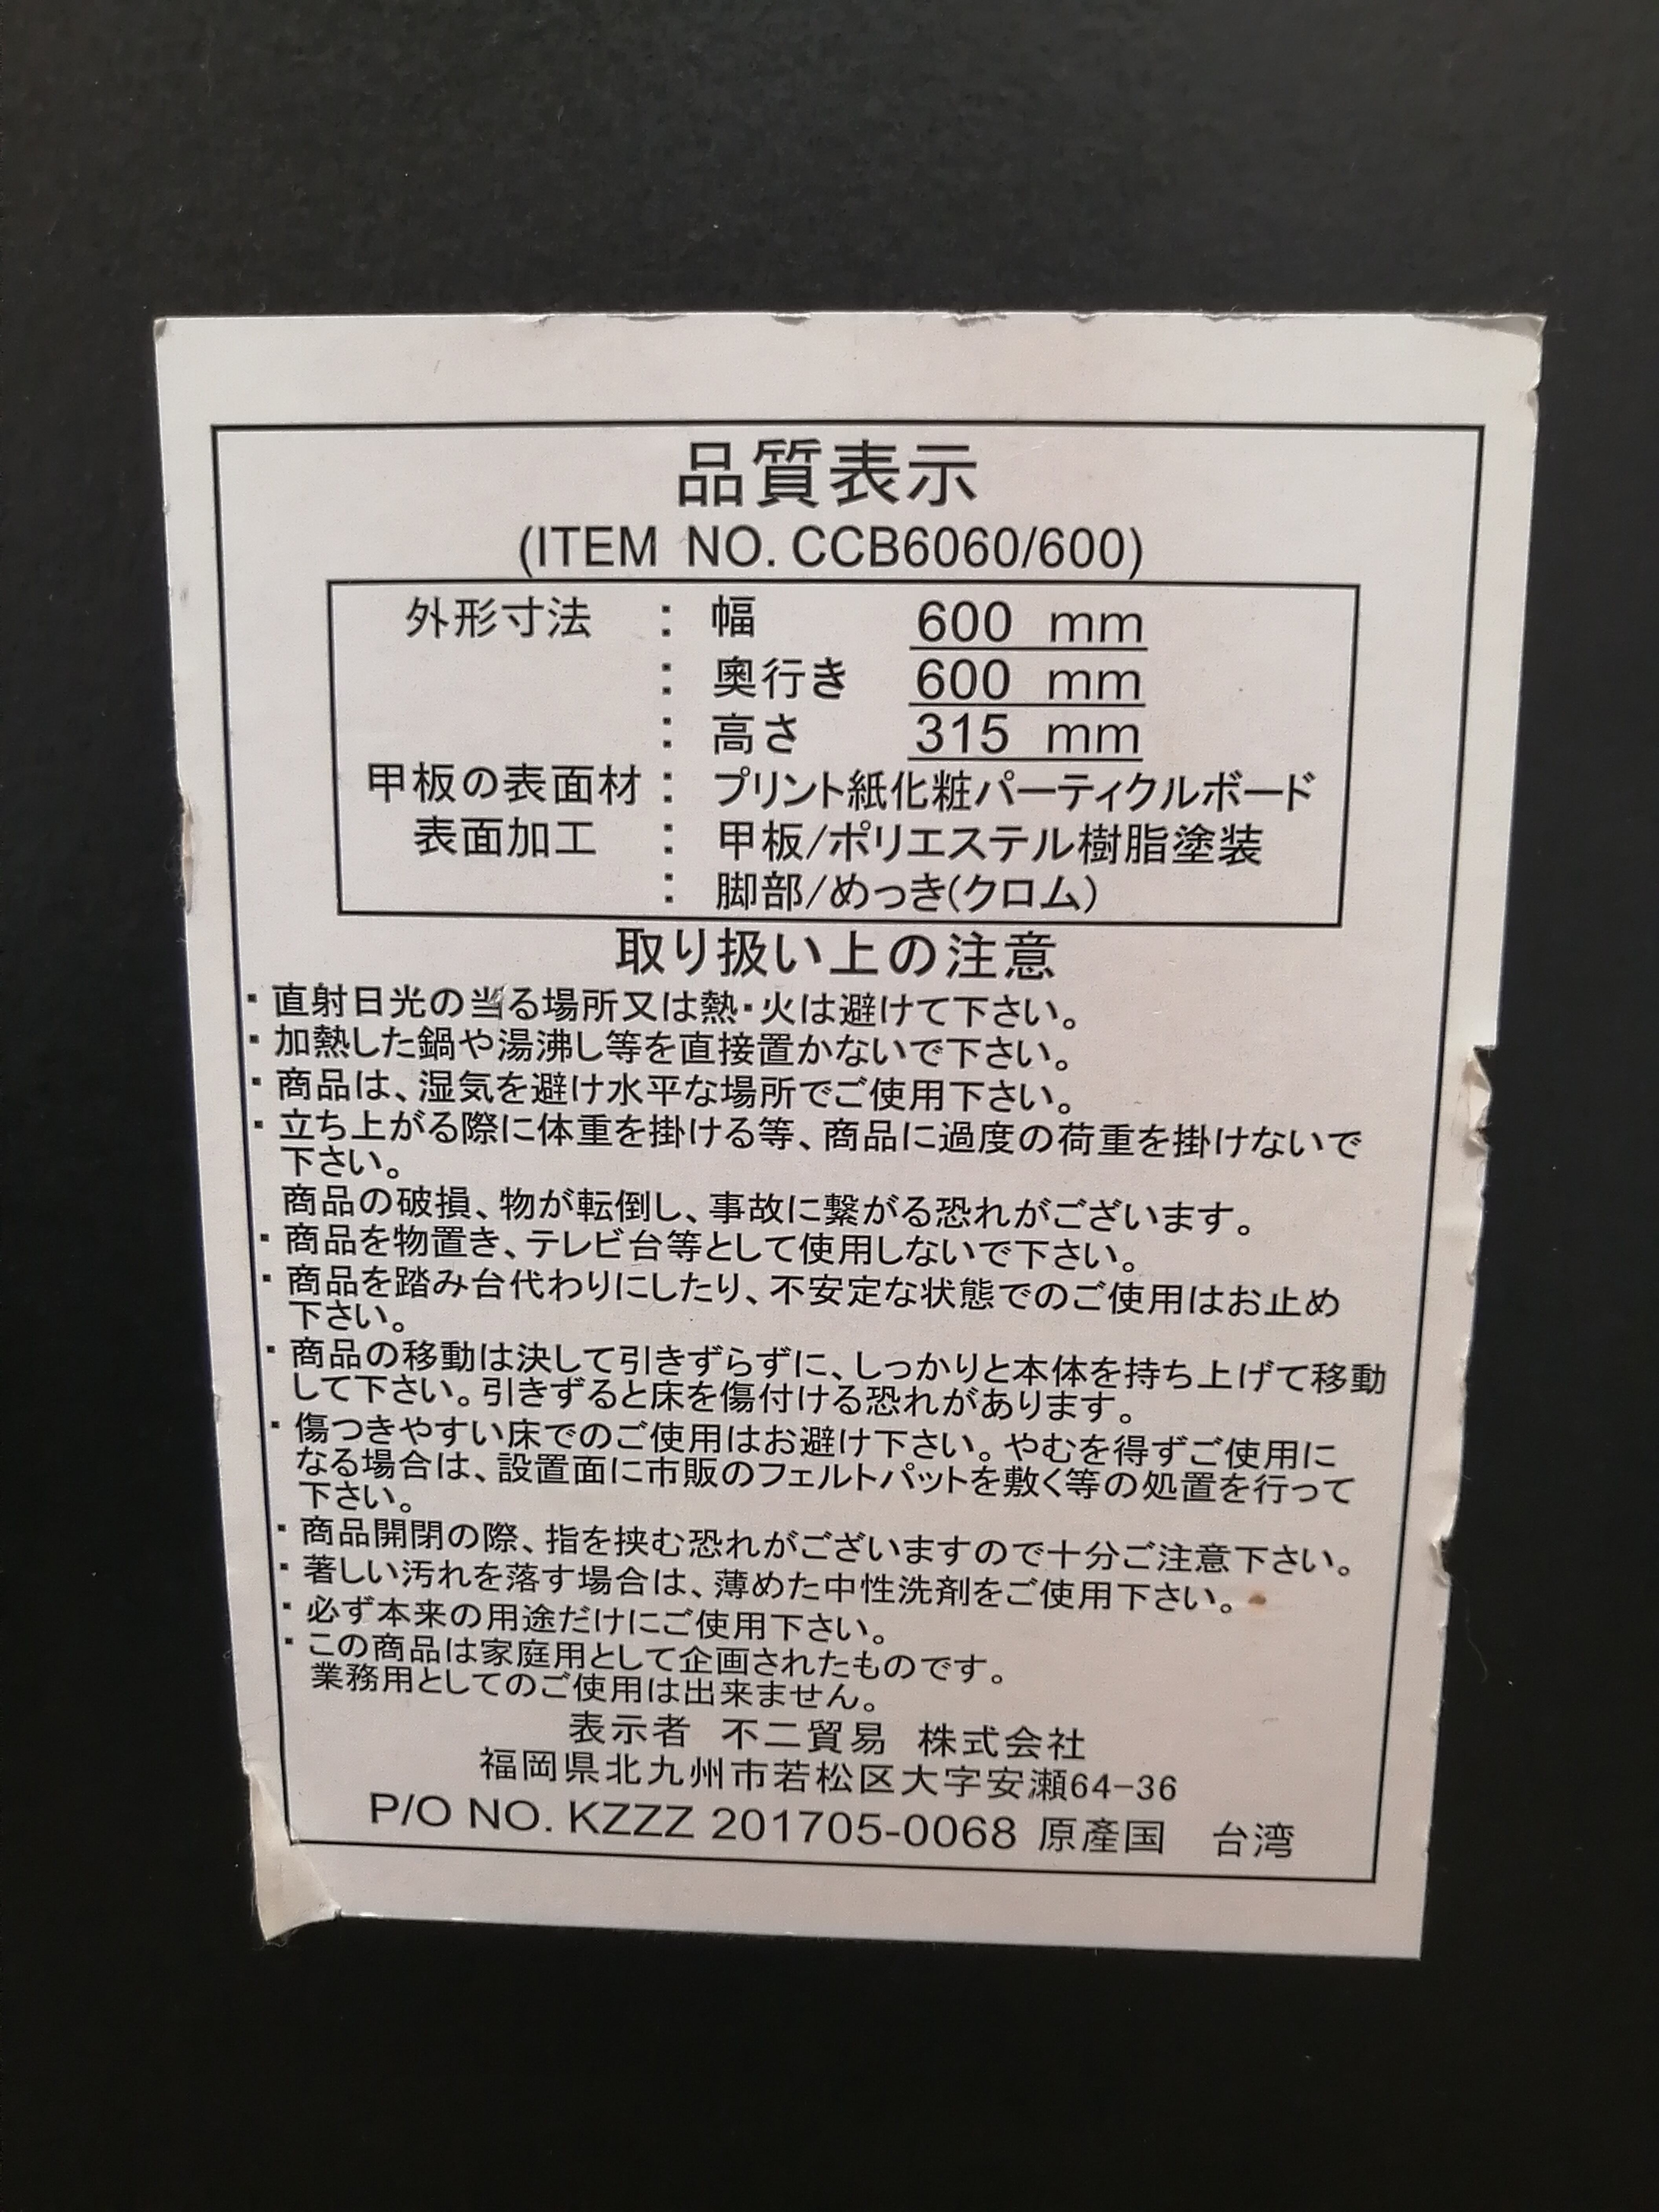 品質表示
(ITEM NO. CCB6060/600)
外形寸法 : 幅 600 mm
: 奥行き 600 mm
: 高さ 315 mm
甲板の表面材 : プリント紙化粧パーティクルボード
表面加工 : 甲板/ポリエステル樹脂塗装
: 脚部/めっき(クロム)
取り扱い上の注意
・直射日光の当る場所又は熱・火は避けて下さい。
・加熱した鍋や湯沸し等を直接置かないで下さい。
・商品は、湿気を避け水平な場所でご使用下さい。
・立ち上がる際に体重を掛ける等、商品に過度の荷重を掛けないで
下さい。
商品の破損、物が転倒し、事故に繋がる恐れがございます。
・商品を物置き、テレビ台等として使用しないで下さい。
・商品を踏み台代わりにしたり、不安定な状態でのご使用はお止め
下さい。
・商品の移動は決して引きずらずに、しっかりと本体を持ち上げて移動
して下さい。引きずると床を傷付ける恐れがあります。
・傷つきやすい床でのご使用はお避け下さい。やむを得ずご使用に
なる場合は、設置面に市販のフェルトパットを敷く等の処置を行って
下さい。
・商品開閉の際、指を挟む恐れがございますので十分ご注意下さい。
・著しい汚れを落す場合は、薄めた中性洗剤をご使用下さい。
・必ず本来の用途だけにご使用下さい。
・この商品は家庭用として企画されたものです。
業務用としてのご使用は出来ません。
表示者 不二貿易 株式会社
福岡県北九州市若松区大字安瀬64-36
P/O NO. KZZZ 201705-0068 原産国 台湾